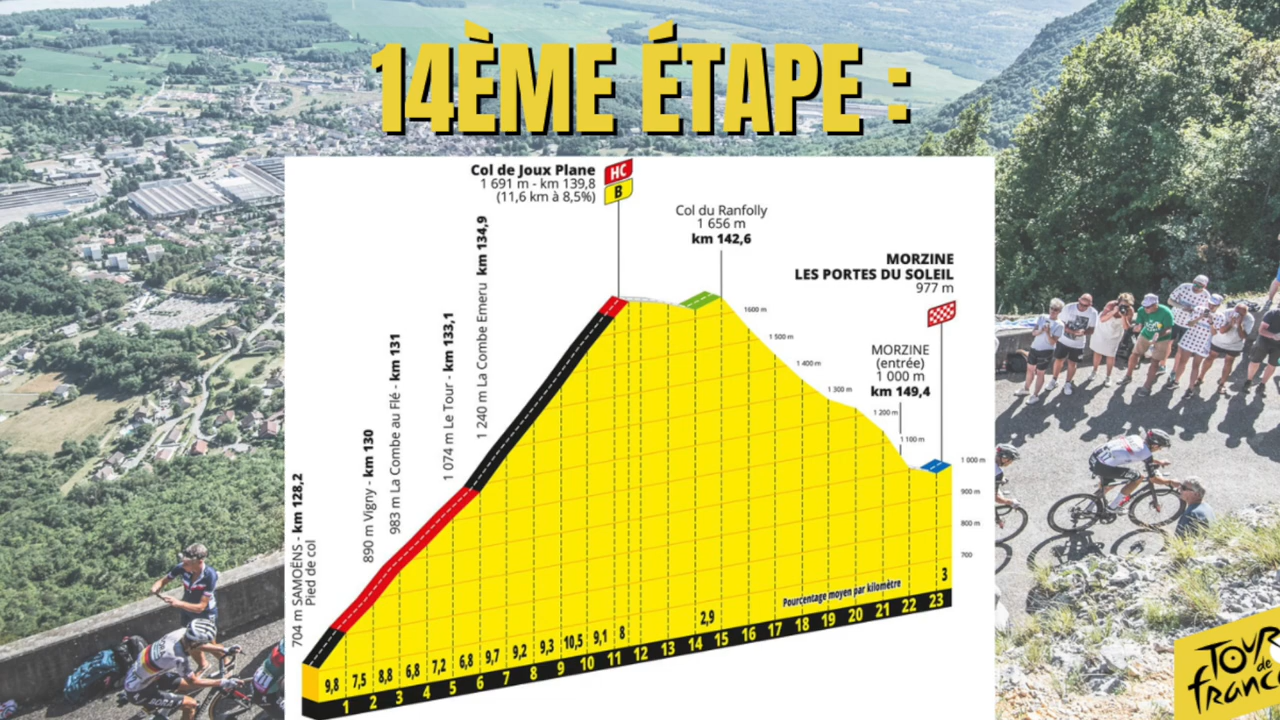 14ÈME ÉTAPE :
Col de Joux Plane
1 691 m - km 139,8
(11,6 km à 8,5%)
HC
B
Col du Ranfolly
1 656 m
km 142,6
MORZINE
LES PORTES DU SOLEIL
977 m
MORZINE
(entrée)
1 000 m
km 149,4
704 m SAMOËNS - km 128,2
Pied de col
890 m Vigny - km 130
983 m La Combe au Flé - km 131
1 074 m Le Tour - km 133,1
1 240 m La Combe Emeru km 134,9
1600 m
1 500 m
1 400 m
1 300 m
1 200 m
1 100 m
1 000 m
900 m
800 m
700
Pourcentage moyen par kilomètre
9,8 7,5 8,8 6,8 7,2 6,8 9,7 9,2 9,3 10,5 9,1 8 2,9 3
1 2 3 4 5 6 7 8 9 10 11 12 13 14 15 16 17 18 19 20 21 22 23
TOUR
de
france